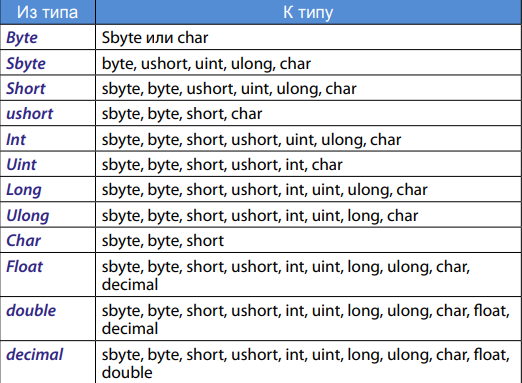 Из типа К типу
Byte Sbyte или char
Sbyte byte, ushort, uint, ulong, char
Short sbyte, byte, ushort, uint, ulong, char
ushort sbyte, byte, short, char
Int sbyte, byte, short, ushort, uint, ulong, char
Uint sbyte, byte, short, ushort, int, char
Long sbyte, byte, short, ushort, int, uint, ulong, char
Ulong sbyte, byte, short, ushort, int, uint, long, char
Char sbyte, byte, short
Float sbyte, byte, short, ushort, int, uint, long, ulong, char,
decimal
double sbyte, byte, short, ushort, int, uint, long, ulong, char, float,
decimal
decimal sbyte, byte, short, ushort, int, uint, long, ulong, char, float,
double